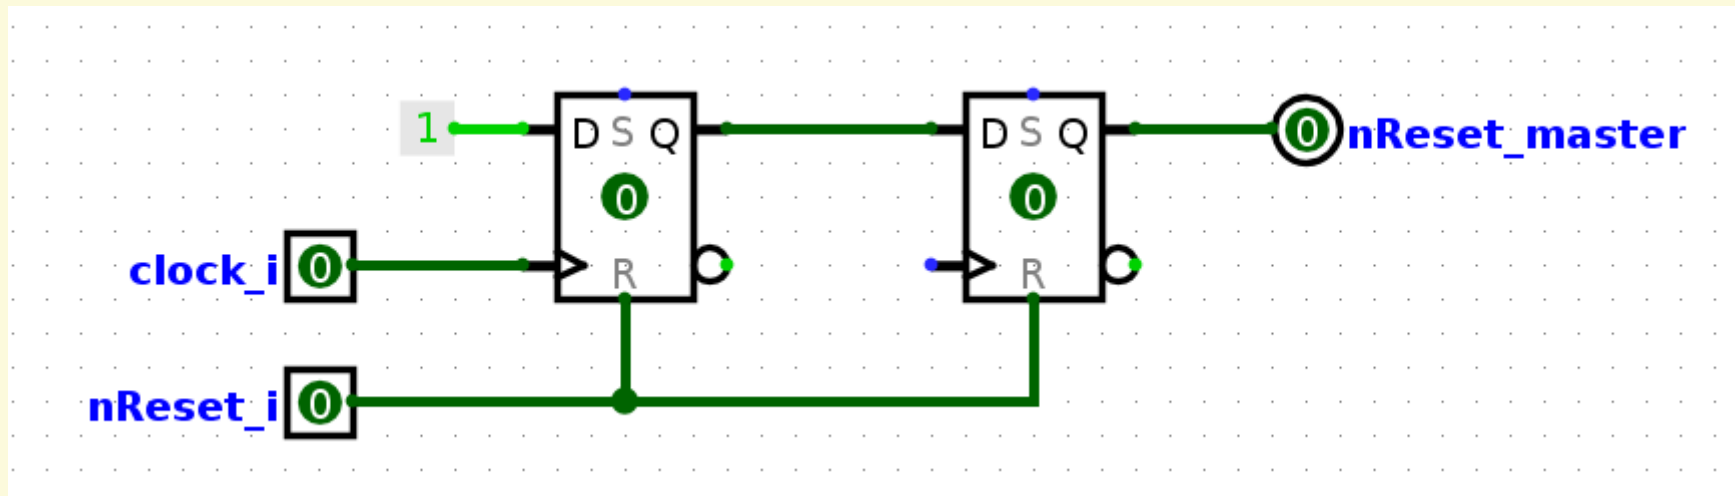 1 D S Q D S Q 0 nReset_master
0 0
clock_i 0 R R
nReset_i 0